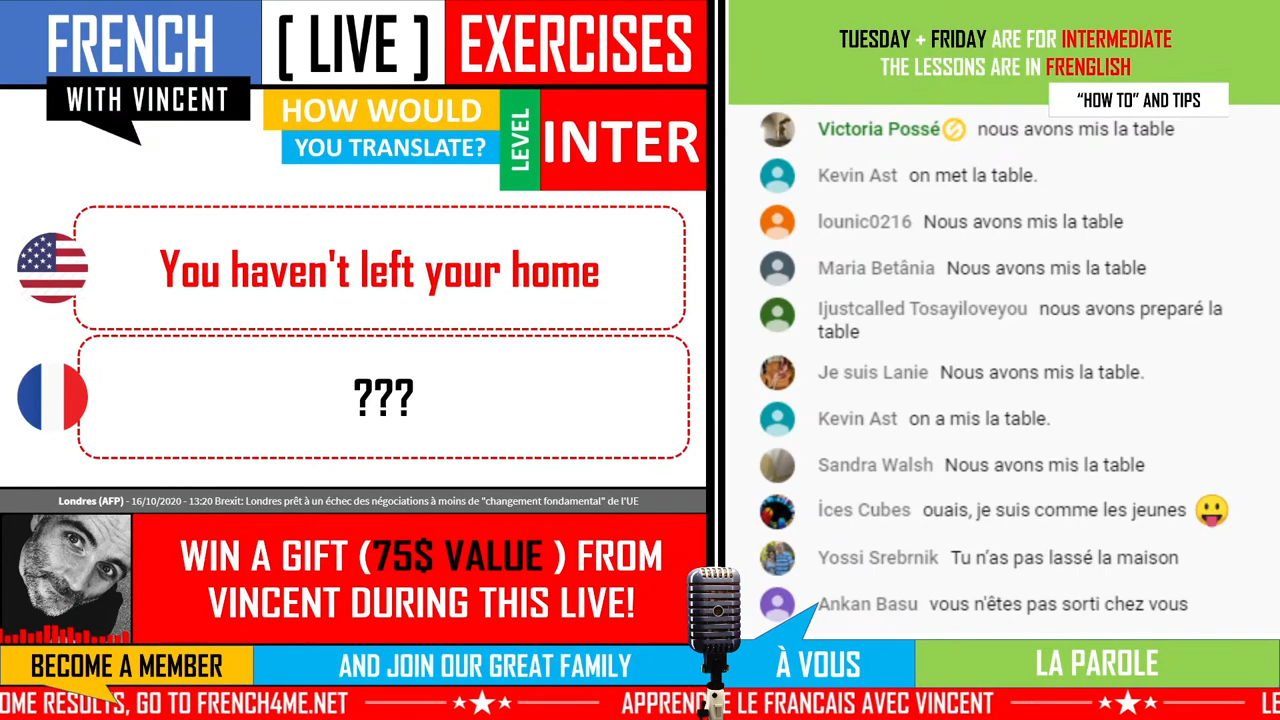 FRENCH
WITH VINCENT
[ LIVE ]
EXERCISES
HOW WOULD
YOU TRANSLATE?
LEVEL
INTER
You haven't left your home
???
Londres (AFP) - 16/10/2020 - 13:20 Brexit: Londres prêt à un échec des négociations à moins de "changement fondamental" de l'UE
WIN A GIFT (75$ VALUE ) FROM
VINCENT DURING THIS LIVE!
TUESDAY + FRIDAY ARE FOR INTERMEDIATE
THE LESSONS ARE IN FRENGLISH
“HOW TO” AND TIPS
Victoria Possé nous avons mis la table
Kevin Ast on met la table.
lounic0216 Nous avons mis la table
Maria Betânia Nous avons mis la table
Ijustcalled Tosayiloveyou nous avons preparé la
table
Je suis Lanie Nous avons mis la table.
Kevin Ast on a mis la table.
Sandra Walsh Nous avons mis la table
İces Cubes ouais, je suis comme les jeunes
Yossi Srebrnik Tu n’as pas lassé la maison
Ankan Basu vous n'êtes pas sorti chez vous
BECOME A MEMBER
AND JOIN OUR GREAT FAMILY
À VOUS
LA PAROLE
OME RESULTS, GO TO FRENCH4ME.NET
APPREN E LE FRANCAIS AVEC VINCENT
LE